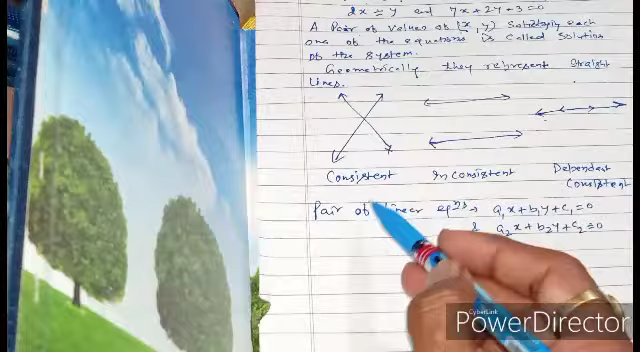 2x = y and 7x + 2y + 3 = 0
A Pair of values of (x, y) Satisfying each
one of the equations is Called Solution
of the System.
Geometrically they represent Straight
Lines.
Consistent Inconsistent Dependent
Consistent
Pair of Linear eqns, a₁x + b₁y + c₁ = 0
& a₂x + b₂y + c₂ = 0
CyberLink
PowerDirector